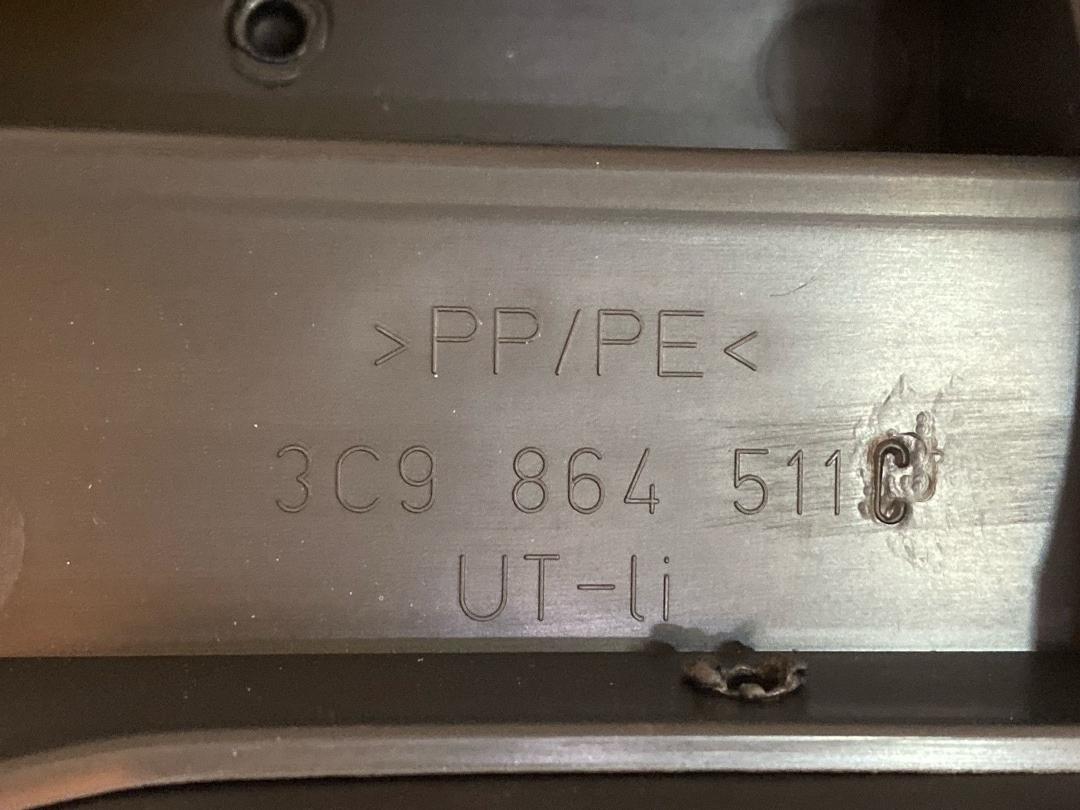 >PP/PE<
3C9 864 511C
UT-li